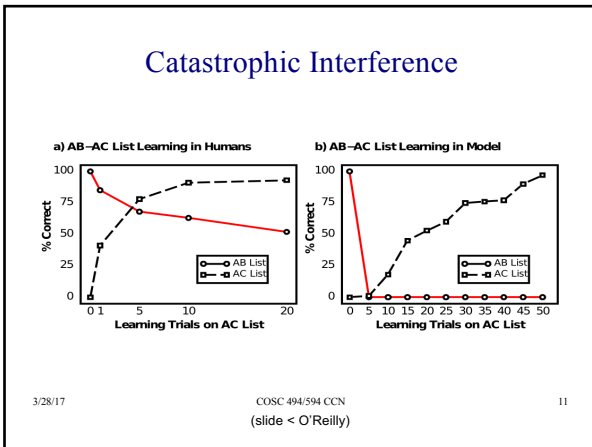 Catastrophic Interference
a) AB–AC List Learning in Humans
100
75
50
25
0
% Correct
AB List
AC List
0 1 5 10 20
Learning Trials on AC List
b) AB–AC List Learning in Model
100
75
50
25
0
% Correct
AB List
AC List
0 5 10 15 20 25 30 35 40 45 50
Learning Trials on AC List
3/28/17 COSC 494/594 CCN 11
(slide < O'Reilly)